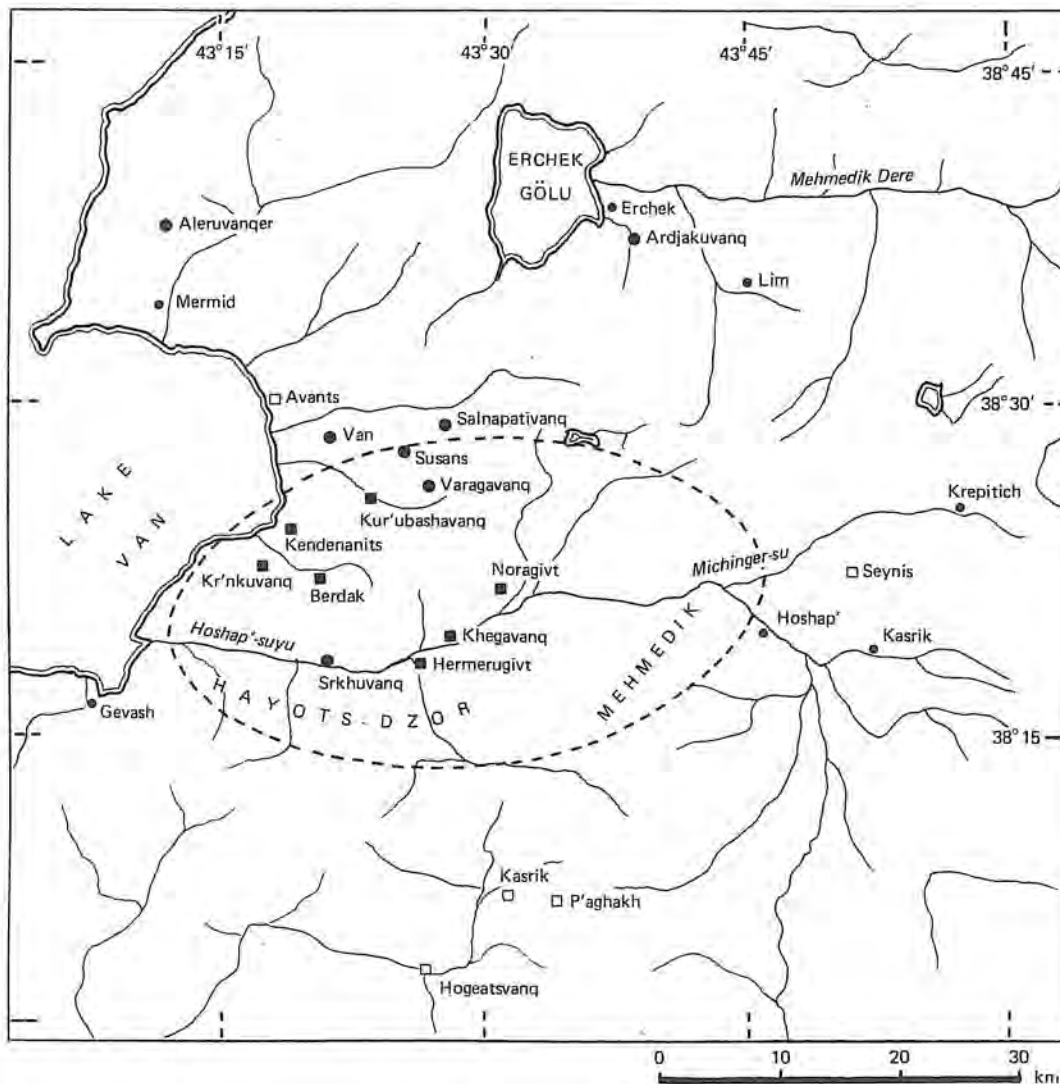 43°15′
43°30′
43°45′
38°45′
ERCHEK
GÖLU
Mehmedik Dere
Erchek
Aleruvanqer
Ardjakuvanq
Lim
Mermid
Avants
38°30′
Salnapativanq
Van
Susans
LAKE
VAN
Varagavanq
Krepitich
Kur'ubashavanq
Kendenanits
Michinger-su
Noragivt
Seynis
Kr'nkuvanq
Berdak
Hoshap'
Hoshap'-suyu
Khegavanq
Kasrik
MEHMEDIK
Hermerugivt
Srkhuvanq
HAYOTS-DZOR
Gevash
38°15′
Kasrik
P'aghakh
Hogeatsvanq
0 10 20 30
km